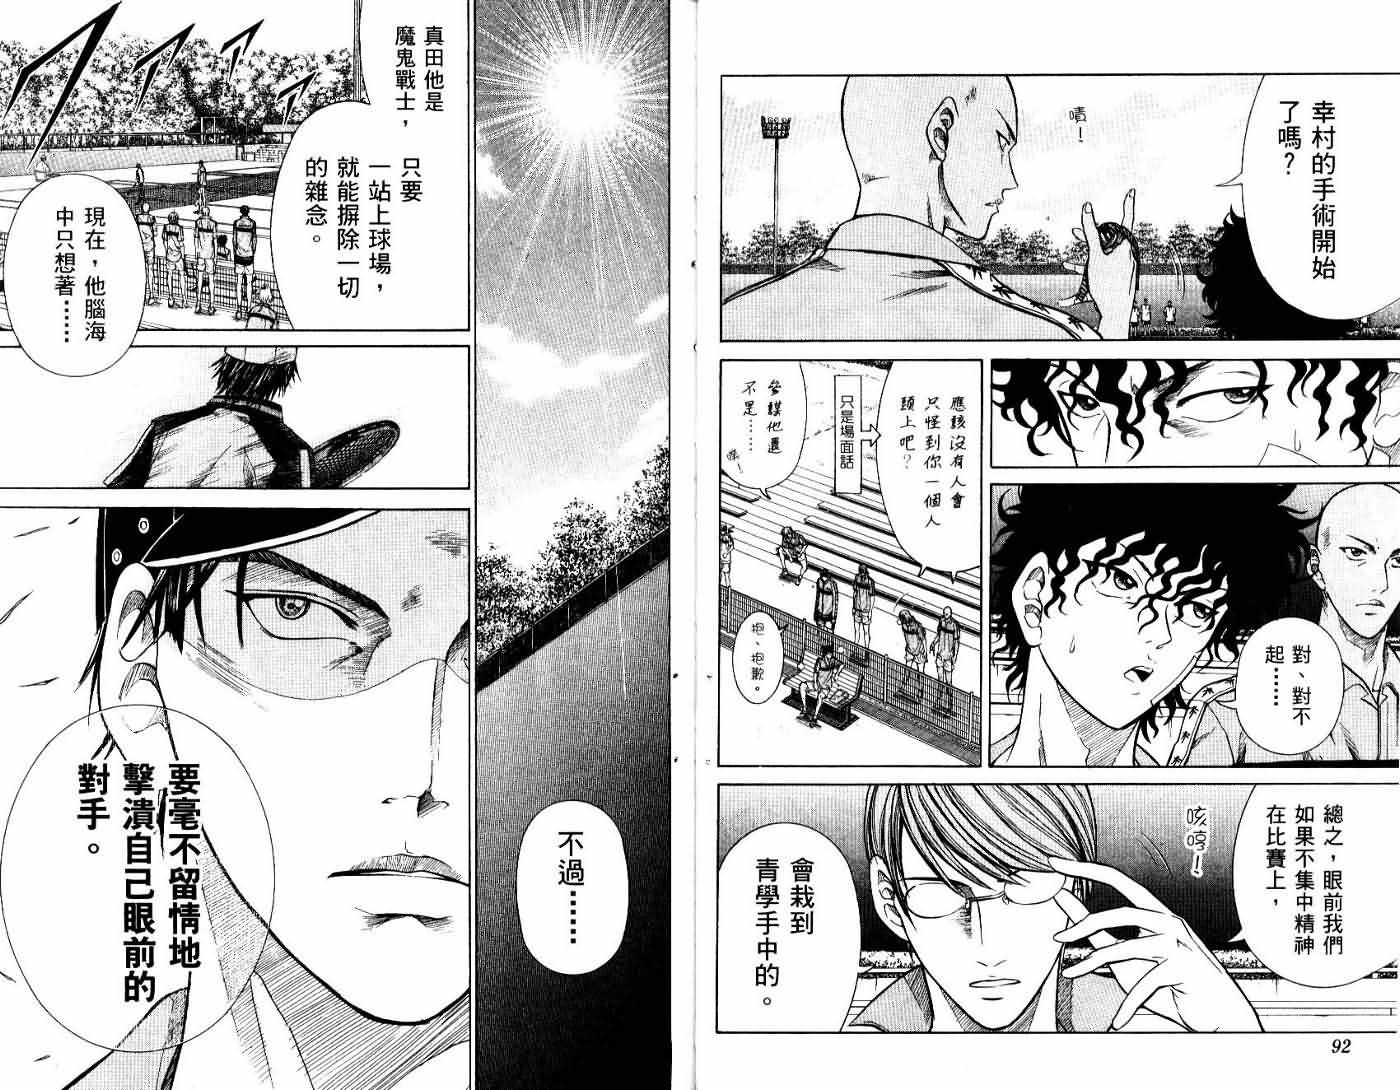 幸村的手術開始
了嗎？
嘖！
對、對不
起……
應該沒有人會
只怪到你一個人
頭上吧？
只是場面話
參謀他還
不是……
抱、抱歉。
總之，眼前我們
如果不集中精神
在比賽上，
咳哼！
會栽到
青學手中的。
92
不過……
真田他是
魔鬼戰士，
只要
一站上球場，
就能摒除一切
的雜念。
現在，他腦海
中只想著……
要毫不留情地
擊潰自己眼前的
對手。